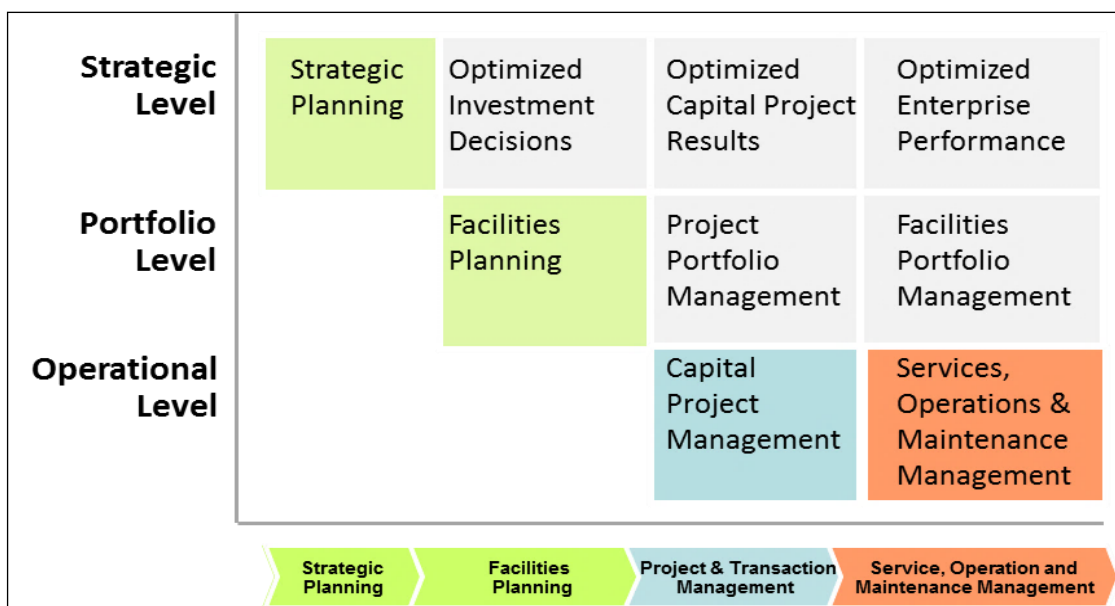 Strategic
Level
Strategic
Planning
Optimized
Investment
Decisions
Optimized
Capital Project
Results
Optimized
Enterprise
Performance
Portfolio
Level
Facilities
Planning
Project
Portfolio
Management
Facilities
Portfolio
Management
Operational
Level
Capital
Project
Management
Services,
Operations &
Maintenance
Management
Strategic
Planning
Facilities
Planning
Project & Transaction
Management
Service, Operation and
Maintenance Management